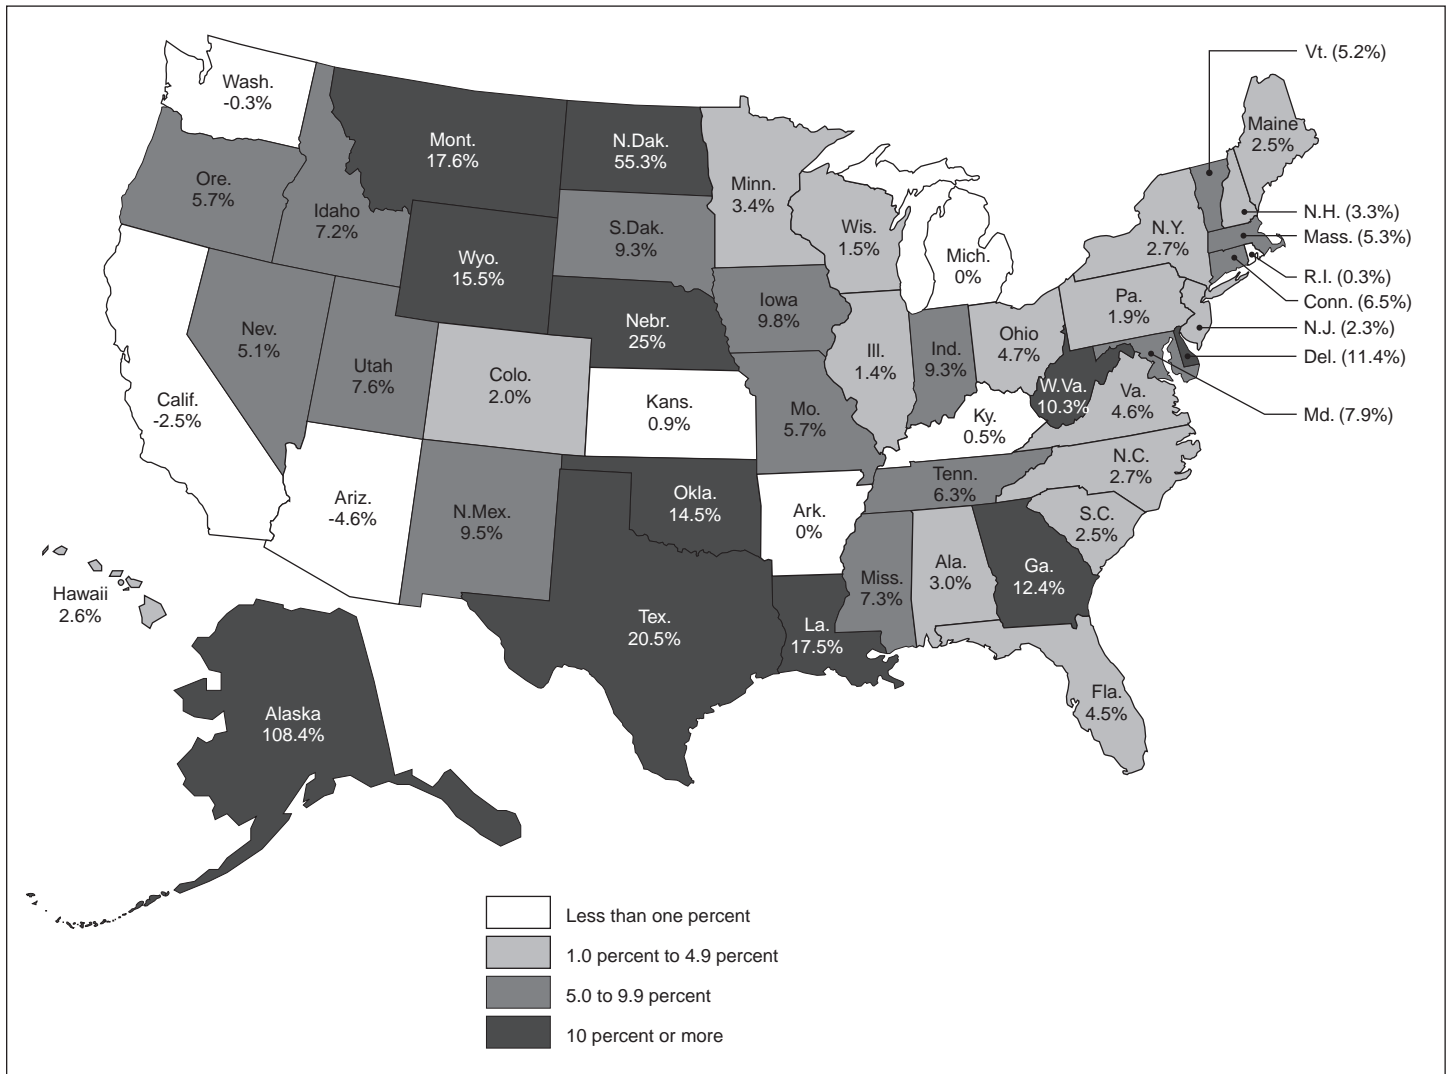 Wash.
-0.3%
Mont.
17.6%
N.Dak.
55.3%
Minn.
3.4%
Ore.
5.7%
Idaho
7.2%
S.Dak.
9.3%
Wis.
1.5%
Mich.
0%
Wyo.
15.5%
Iowa
9.8%
Nebr.
25%
Nev.
5.1%
Utah
7.6%
Colo.
2.0%
Calif.
-2.5%
Kans.
0.9%
Mo.
5.7%
Ill.
1.4%
Ind.
9.3%
Ohio
4.7%
Ky.
0.5%
W.Va.
10.3%
Va.
4.6%
Pa.
1.9%
N.Y.
2.7%
Maine
2.5%
Vt. (5.2%)
N.H. (3.3%)
Mass. (5.3%)
R.I. (0.3%)
Conn. (6.5%)
N.J. (2.3%)
Del. (11.4%)
Md. (7.9%)
Ariz.
-4.6%
N.Mex.
9.5%
Okla.
14.5%
Ark.
0%
Tenn.
6.3%
N.C.
2.7%
S.C.
2.5%
Miss.
7.3%
Ala.
3.0%
Ga.
12.4%
Tex.
20.5%
La.
17.5%
Fla.
4.5%
Hawaii
2.6%
Alaska
108.4%
Less than one percent
1.0 percent to 4.9 percent
5.0 to 9.9 percent
10 percent or more